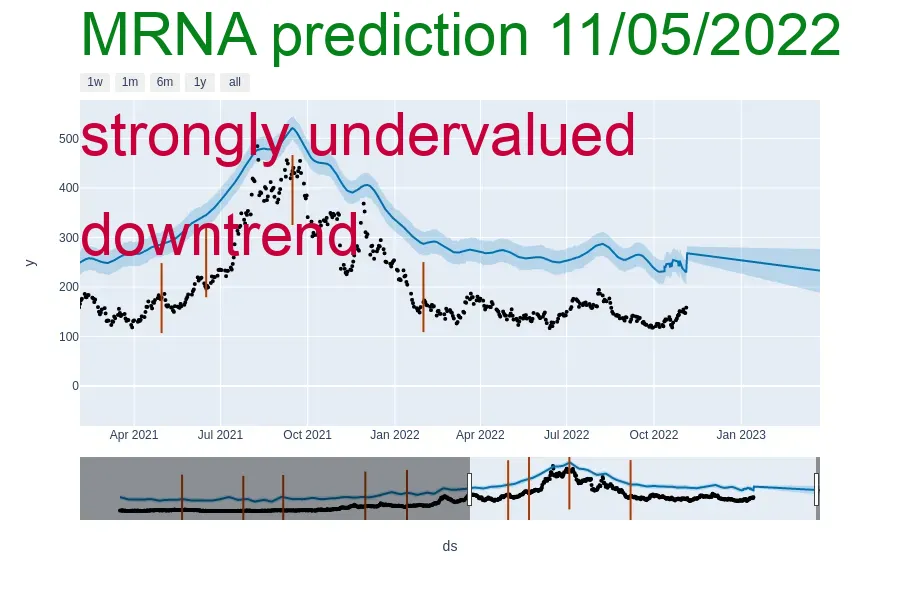 MRNA prediction 11/05/2022
1w 1m 6m 1y all
strongly undervalued
downtrend
500
400
300
200
100
0
y
Apr 2021 Jul 2021 Oct 2021 Jan 2022 Apr 2022 Jul 2022 Oct 2022 Jan 2023
ds